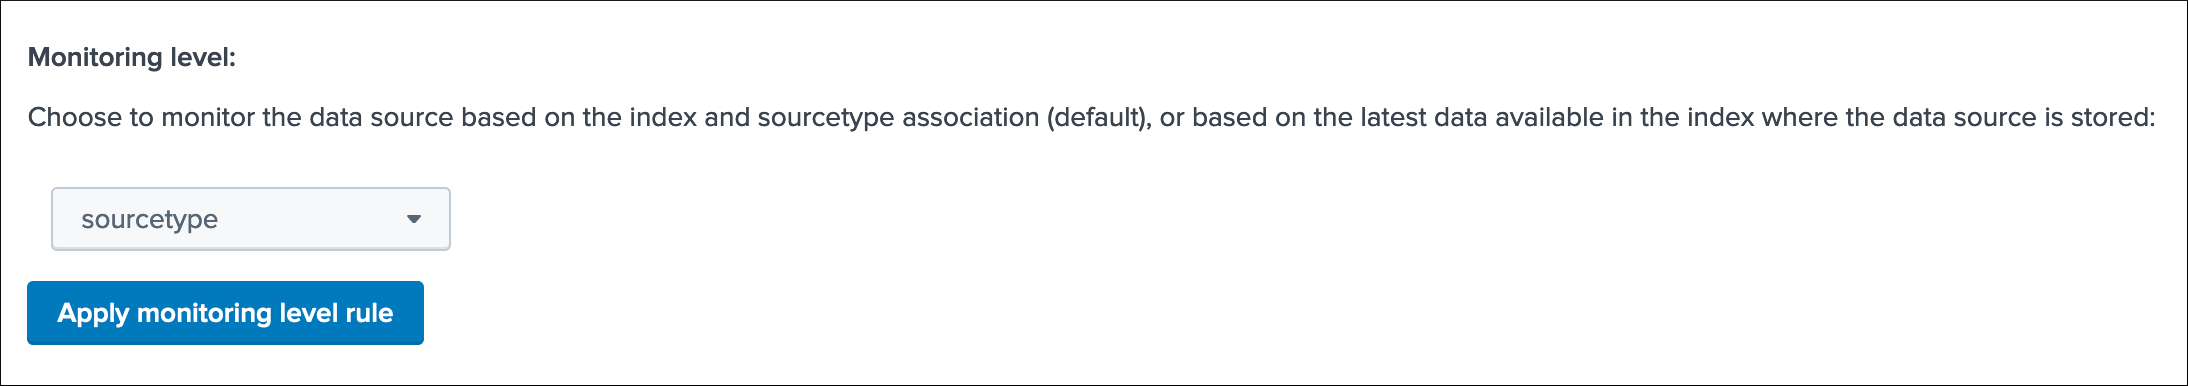 Monitoring level:
Choose to monitor the data source based on the index and sourcetype association (default), or based on the latest data available in the index where the data source is stored:
sourcetype
Apply monitoring level rule